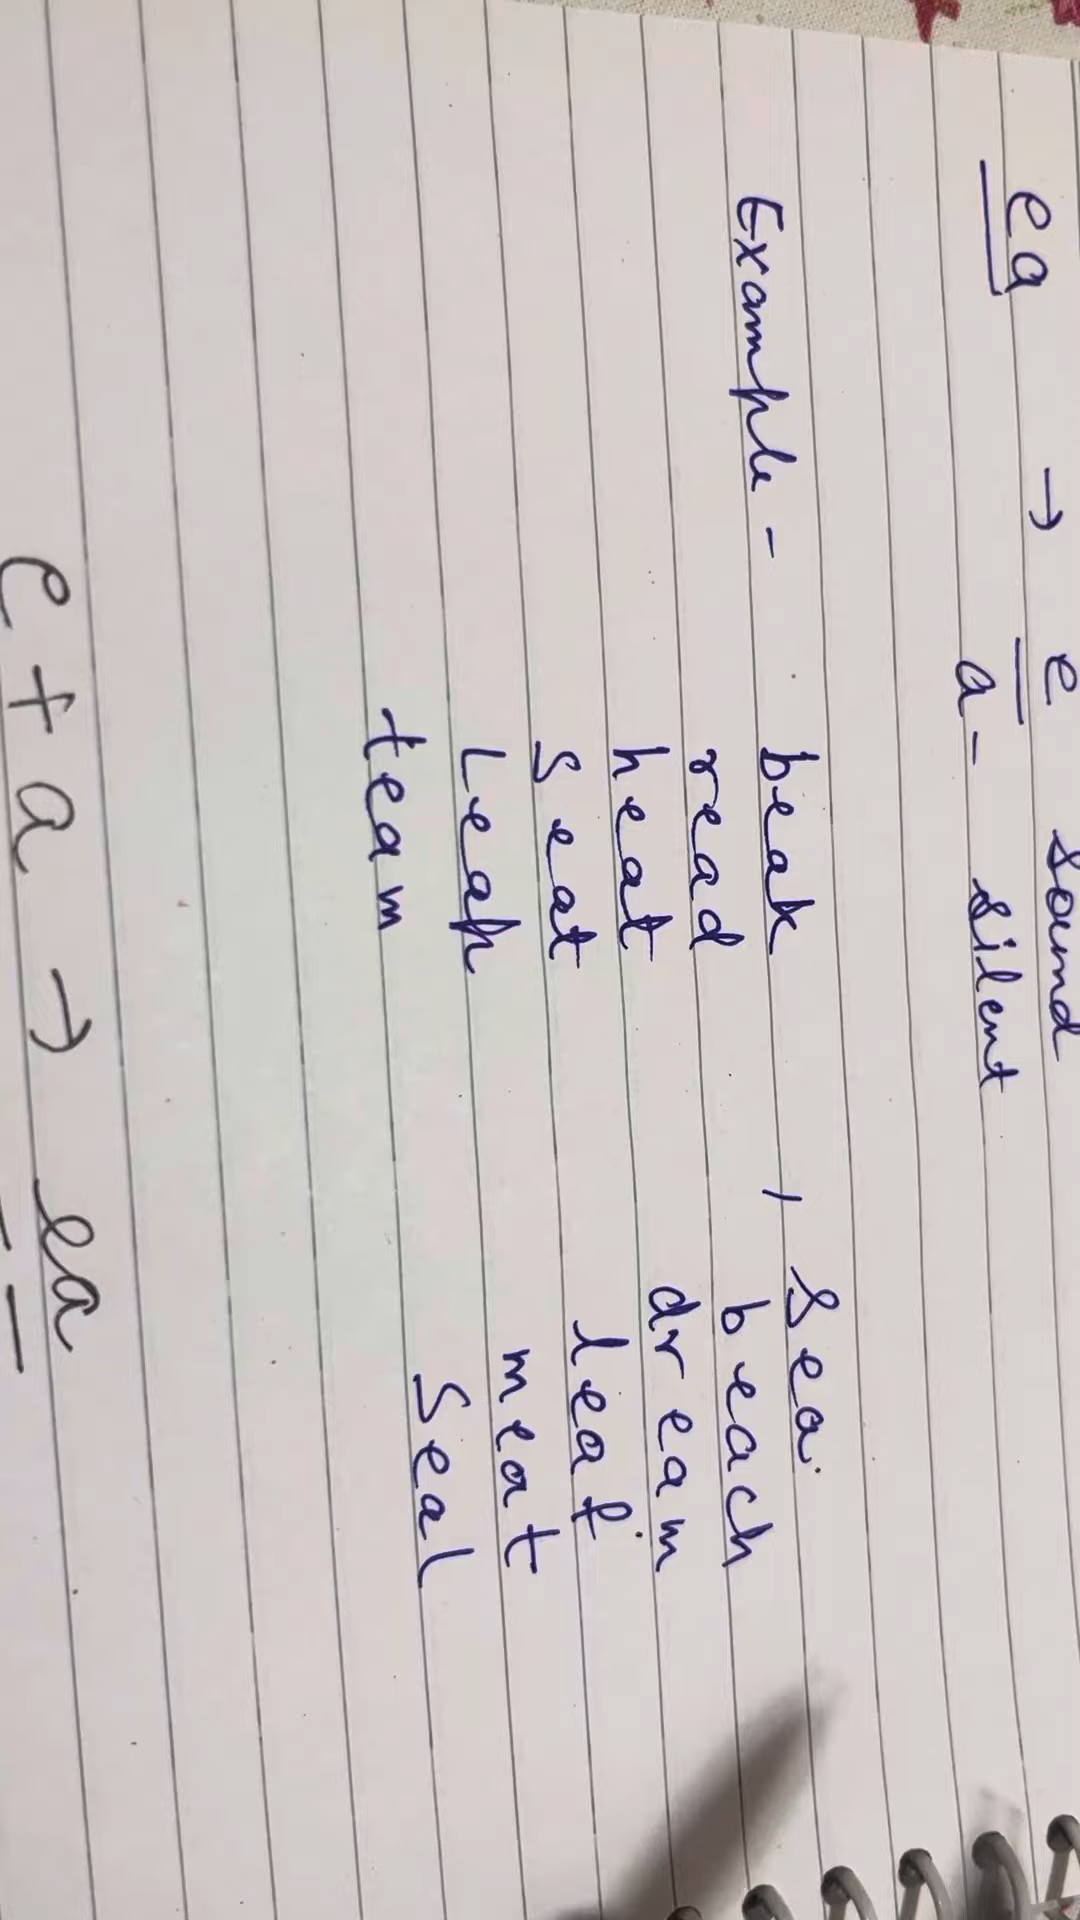 ea → e sound
a - silent
Example - beak , sea
read beach
heat dream
Seat leaf
Leap meat
team Seal
e + a → ea